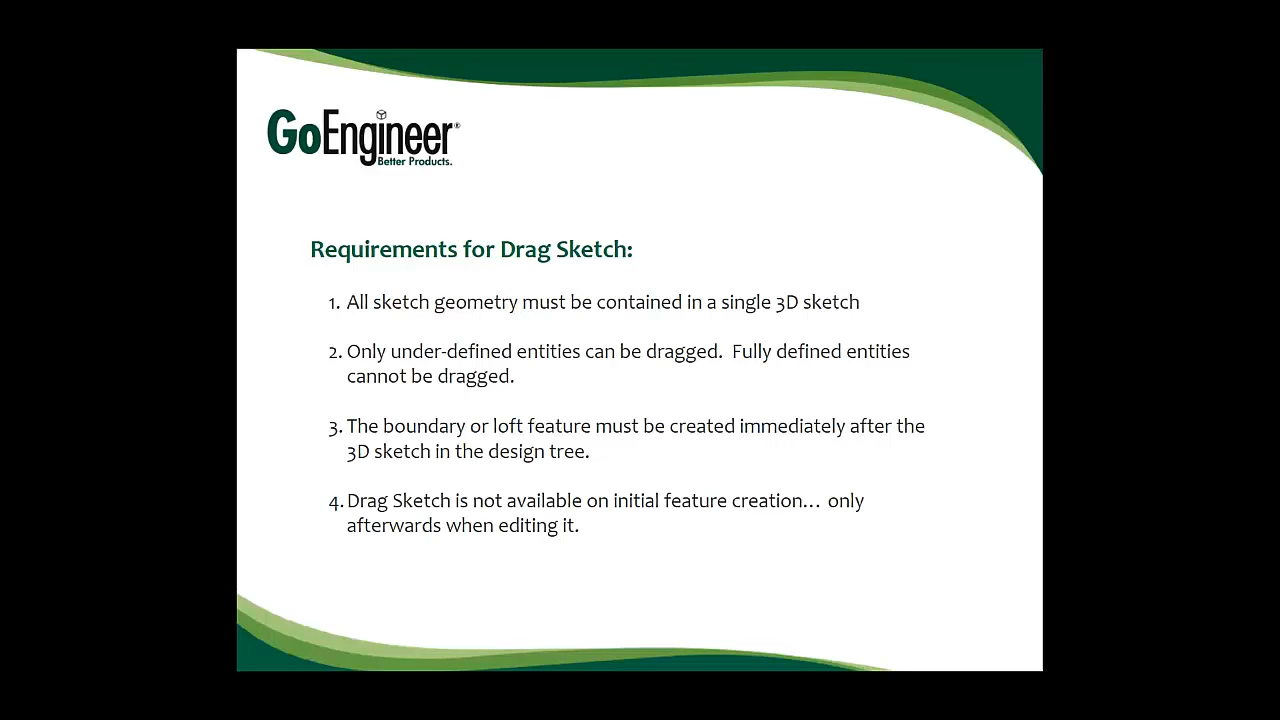 GoEngineer®
Better Products.
Requirements for Drag Sketch:
1. All sketch geometry must be contained in a single 3D sketch
2. Only under-defined entities can be dragged. Fully defined entities
cannot be dragged.
3. The boundary or loft feature must be created immediately after the
3D sketch in the design tree.
4. Drag Sketch is not available on initial feature creation... only
afterwards when editing it.